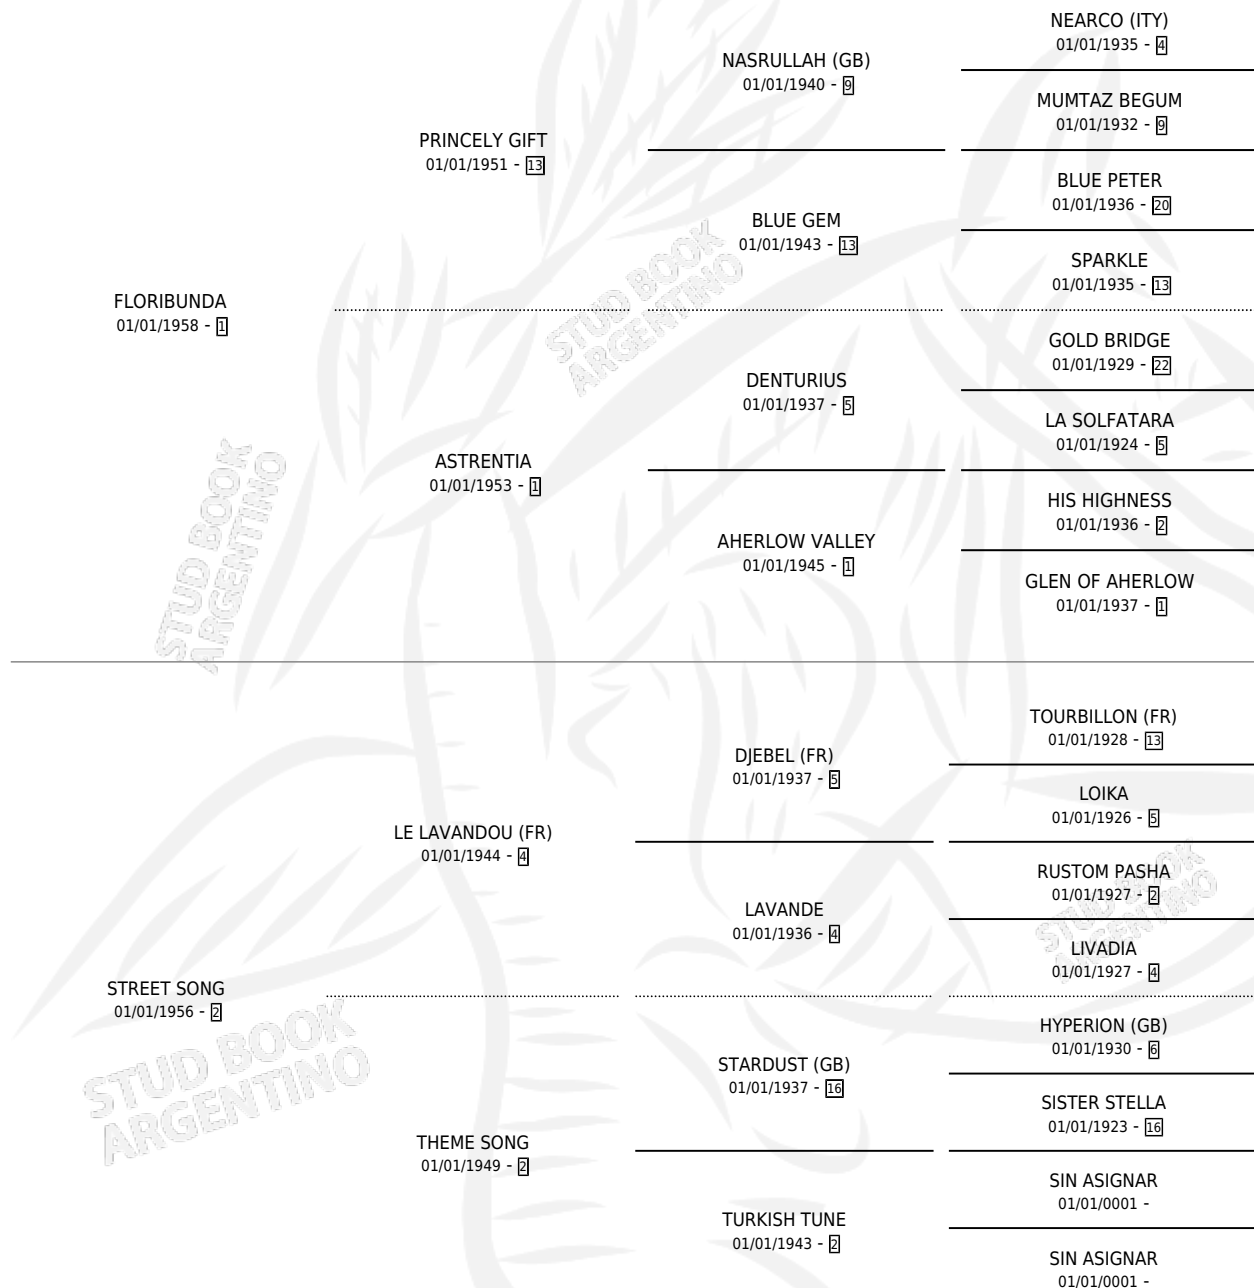 NEARCO (ITY)
01/01/1935 - 4
NASRULLAH (GB)
01/01/1940 - 9
MUMTAZ BEGUM
01/01/1932 - 9
PRINCELY GIFT
01/01/1951 - 13
BLUE PETER
01/01/1936 - 20
BLUE GEM
01/01/1943 - 13
SPARKLE
01/01/1935 - 13
FLORIBUNDA
01/01/1958 - 1
GOLD BRIDGE
01/01/1929 - 22
DENTURIUS
01/01/1937 - 5
LA SOLFATARA
01/01/1924 - 5
ASTRENTIA
01/01/1953 - 1
HIS HIGHNESS
01/01/1936 - 2
AHERLOW VALLEY
01/01/1945 - 1
GLEN OF AHERLOW
01/01/1937 - 1
TOURBILLON (FR)
01/01/1928 - 13
DJEBEL (FR)
01/01/1937 - 5
LOIKA
01/01/1926 - 5
LE LAVANDOU (FR)
01/01/1944 - 4
RUSTOM PASHA
01/01/1927 - 2
LAVANDE
01/01/1936 - 4
LIVADIA
01/01/1927 - 4
STREET SONG
01/01/1956 - 2
HYPERION (GB)
01/01/1930 - 6
STARDUST (GB)
01/01/1937 - 16
SISTER STELLA
01/01/1923 - 16
THEME SONG
01/01/1949 - 2
SIN ASIGNAR
01/01/0001 -
TURKISH TUNE
01/01/1943 - 2
SIN ASIGNAR
01/01/0001 -
STUD BOOK
ARGENTINO
STUD BOOK
ARGENTINO
STUD BOOK
ARGENTINO
STUD BOOK
ARGENTINO